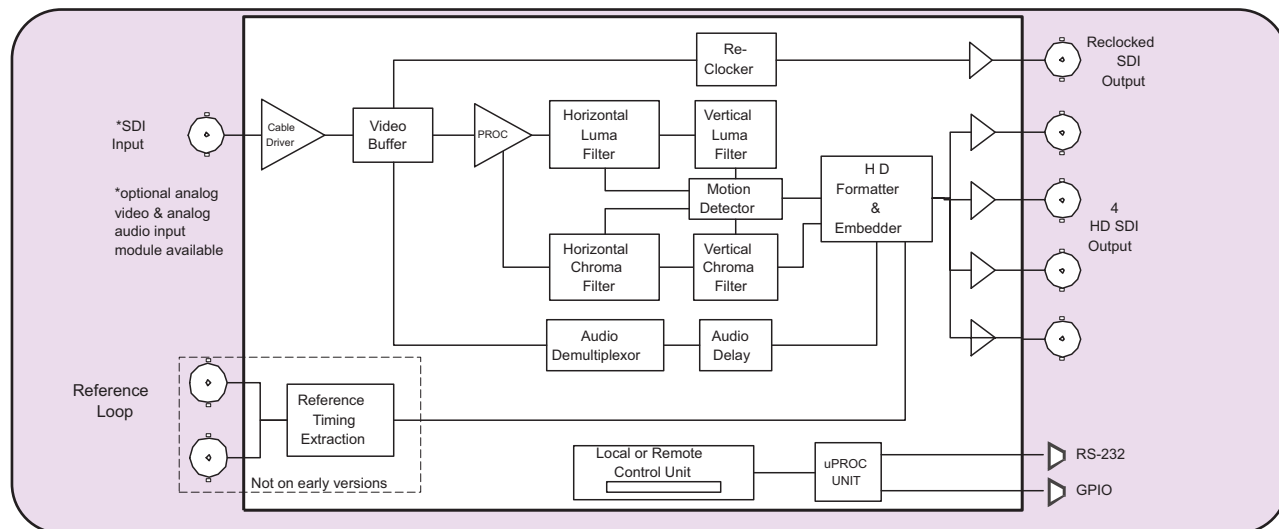 Re-
Clocker
Reclocked
SDI
Output
*SDI
Input
Cable
Driver
Video
Buffer
PROC
Horizontal
Luma
Filter
Vertical
Luma
Filter
Motion
Detector
H D
Formatter
&
Embedder
*optional analog
video & analog
audio input
module available
4
HD SDI
Output
Horizontal
Chroma
Filter
Vertical
Chroma
Filter
Audio
Demultiplexor
Audio
Delay
Reference
Loop
Reference
Timing
Extraction
Not on early versions
Local or Remote
Control Unit
uPROC
UNIT
RS-232
GPIO